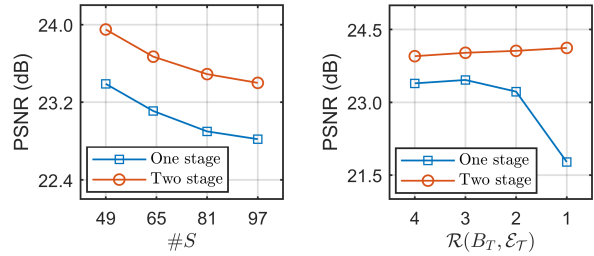 PSNR (dB)
24.0
23.2
22.4
One stage
Two stage
49 65 81 97
#S
PSNR (dB)
24.5
23.0
21.5
One stage
Two stage
4 3 2 1
ℛ(B_T, ℰ_𝒯)